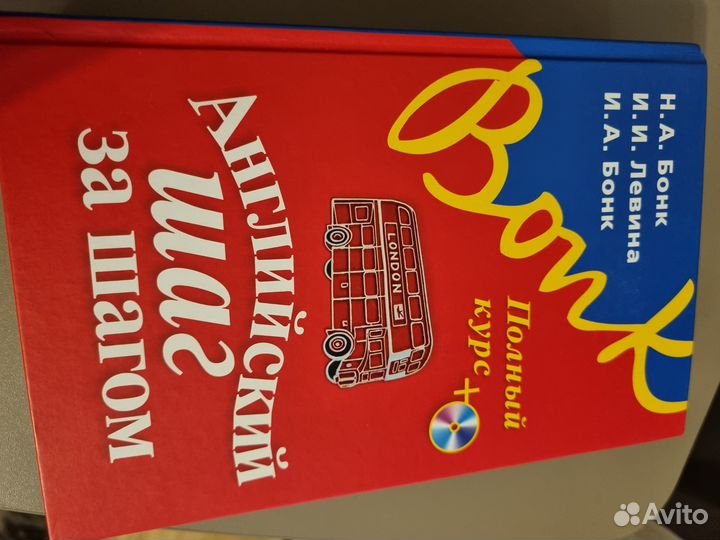 Н.А. Бонк
И.И. Левина
И.А. Бонк
Bonk
Полный
курс +
LONDON
Английский
шаг
за шагом
Avito